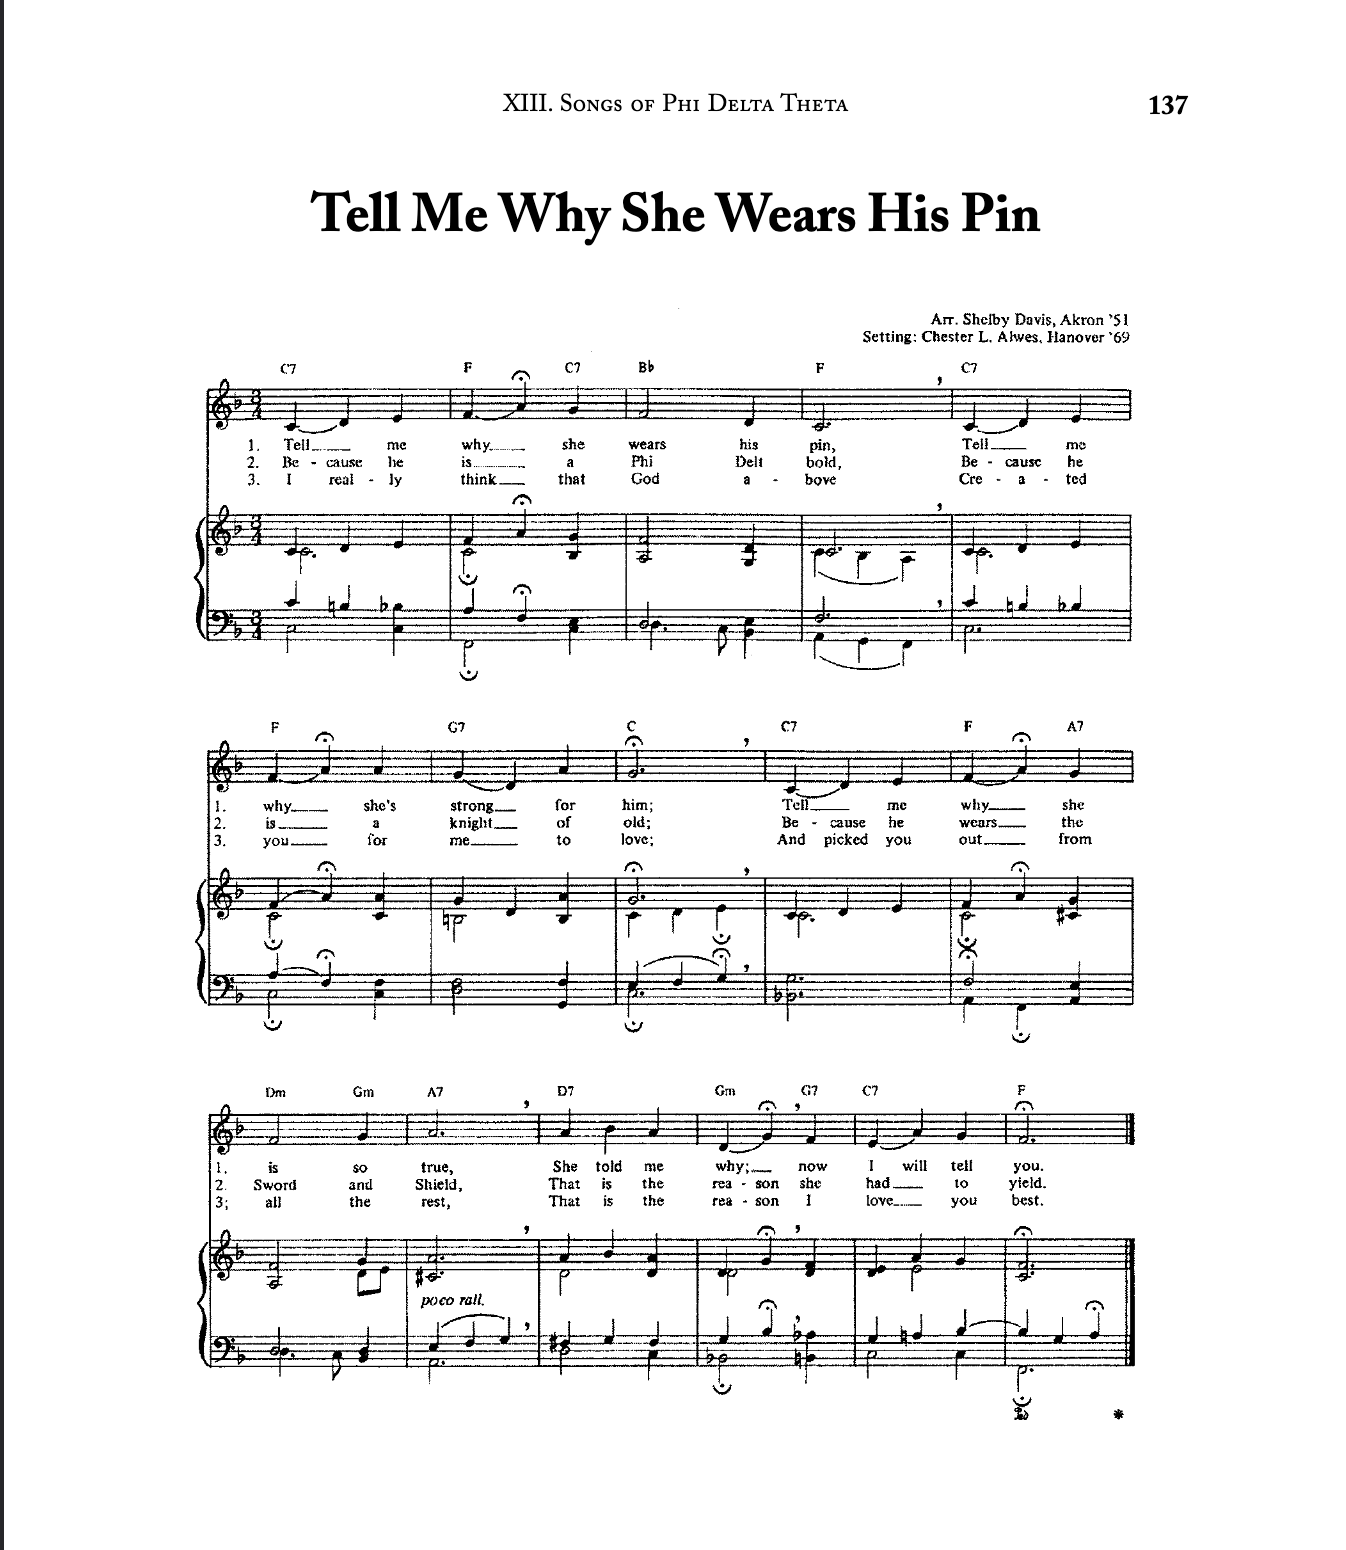 XIII. Songs of Phi Delta Theta 137
Tell Me Why She Wears His Pin
Arr. Shelby Davis, Akron '51
Setting: Chester L. Alwes, Hanover '69
C7 F C7 Bb F C7
3/4
1. Tell me why she wears his pin, Tell me
2. Be - cause he is a Phi Delt bold, Be - cause he
3. I real - ly think that God a - bove Cre - a - ted
3/4
3/4
F G7 C C7 F A7
1. why she's strong for him; Tell me why she
2. is a knight of old; Be - cause he wears the
3. you for me to love; And picked you out from
Dm Gm A7 D7 Gm G7 C7 F
1. is so true, She told me why; now I will tell you.
2. Sword and Shield, That is the rea - son she had to yield.
3; all the rest, That is the rea - son I love you best.
poco rall.
Ped *